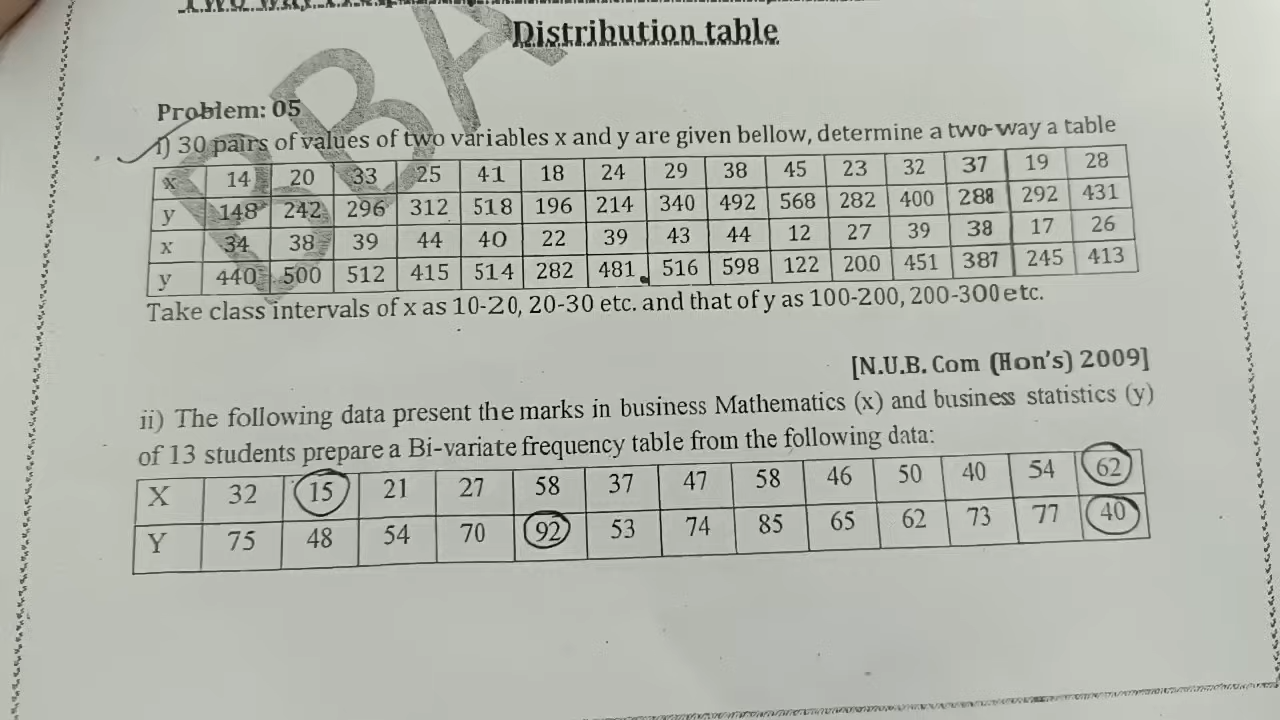 Two way
Distribution table
Problem: 05
i) 30 pairs of values of two variables x and y are given bellow, determine a two-way a table
x 14 20 33 25 41 18 24 29 38 45 23 32 37 19 28
y 148 242 296 312 518 196 214 340 492 568 282 400 288 292 431
x 34 38 39 44 40 22 39 43 44 12 27 39 38 17 26
y 440 500 512 415 514 282 481 516 598 122 200 451 387 245 413
Take class intervals of x as 10-20, 20-30 etc. and that of y as 100-200, 200-300 etc.
[N.U.B. Com (Hon's) 2009]
ii) The following data present the marks in business Mathematics (x) and business statistics (y)
of 13 students prepare a Bi-variate frequency table from the following data:
X 32 15 21 27 58 37 47 58 46 50 40 54 62
Y 75 48 54 70 92 53 74 85 65 62 73 77 40